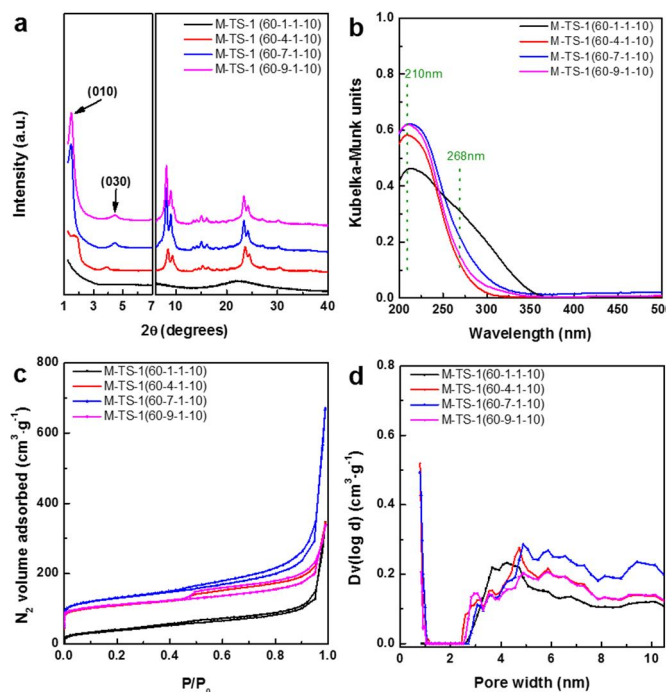 a
M-TS-1 (60-1-1-10)
M-TS-1 (60-4-1-10)
M-TS-1 (60-7-1-10)
M-TS-1 (60-9-1-10)
(010)
(030)
Intensity (a.u.)
1 3 5 7 10 20 30 40
2θ (degrees)
b
M-TS-1(60-1-1-10)
M-TS-1(60-4-1-10)
M-TS-1(60-7-1-10)
M-TS-1(60-9-1-10)
210nm
268nm
Kubelka-Munk units
1.0
0.8
0.6
0.4
0.2
0.0
200 250 300 350 400 450 500
Wavelength (nm)
c
M-TS-1(60-1-1-10)
M-TS-1(60-4-1-10)
M-TS-1(60-7-1-10)
M-TS-1(60-9-1-10)
N2 volume adsorbed (cm³·g⁻¹)
800
600
400
200
0
0.0 0.2 0.4 0.6 0.8 1.0
P/P₀
d
M-TS-1(60-1-1-10)
M-TS-1(60-4-1-10)
M-TS-1(60-7-1-10)
M-TS-1(60-9-1-10)
Dv(log d) (cm³·g⁻¹)
0.8
0.6
0.4
0.2
0.0
0 2 4 6 8 10
Pore width (nm)